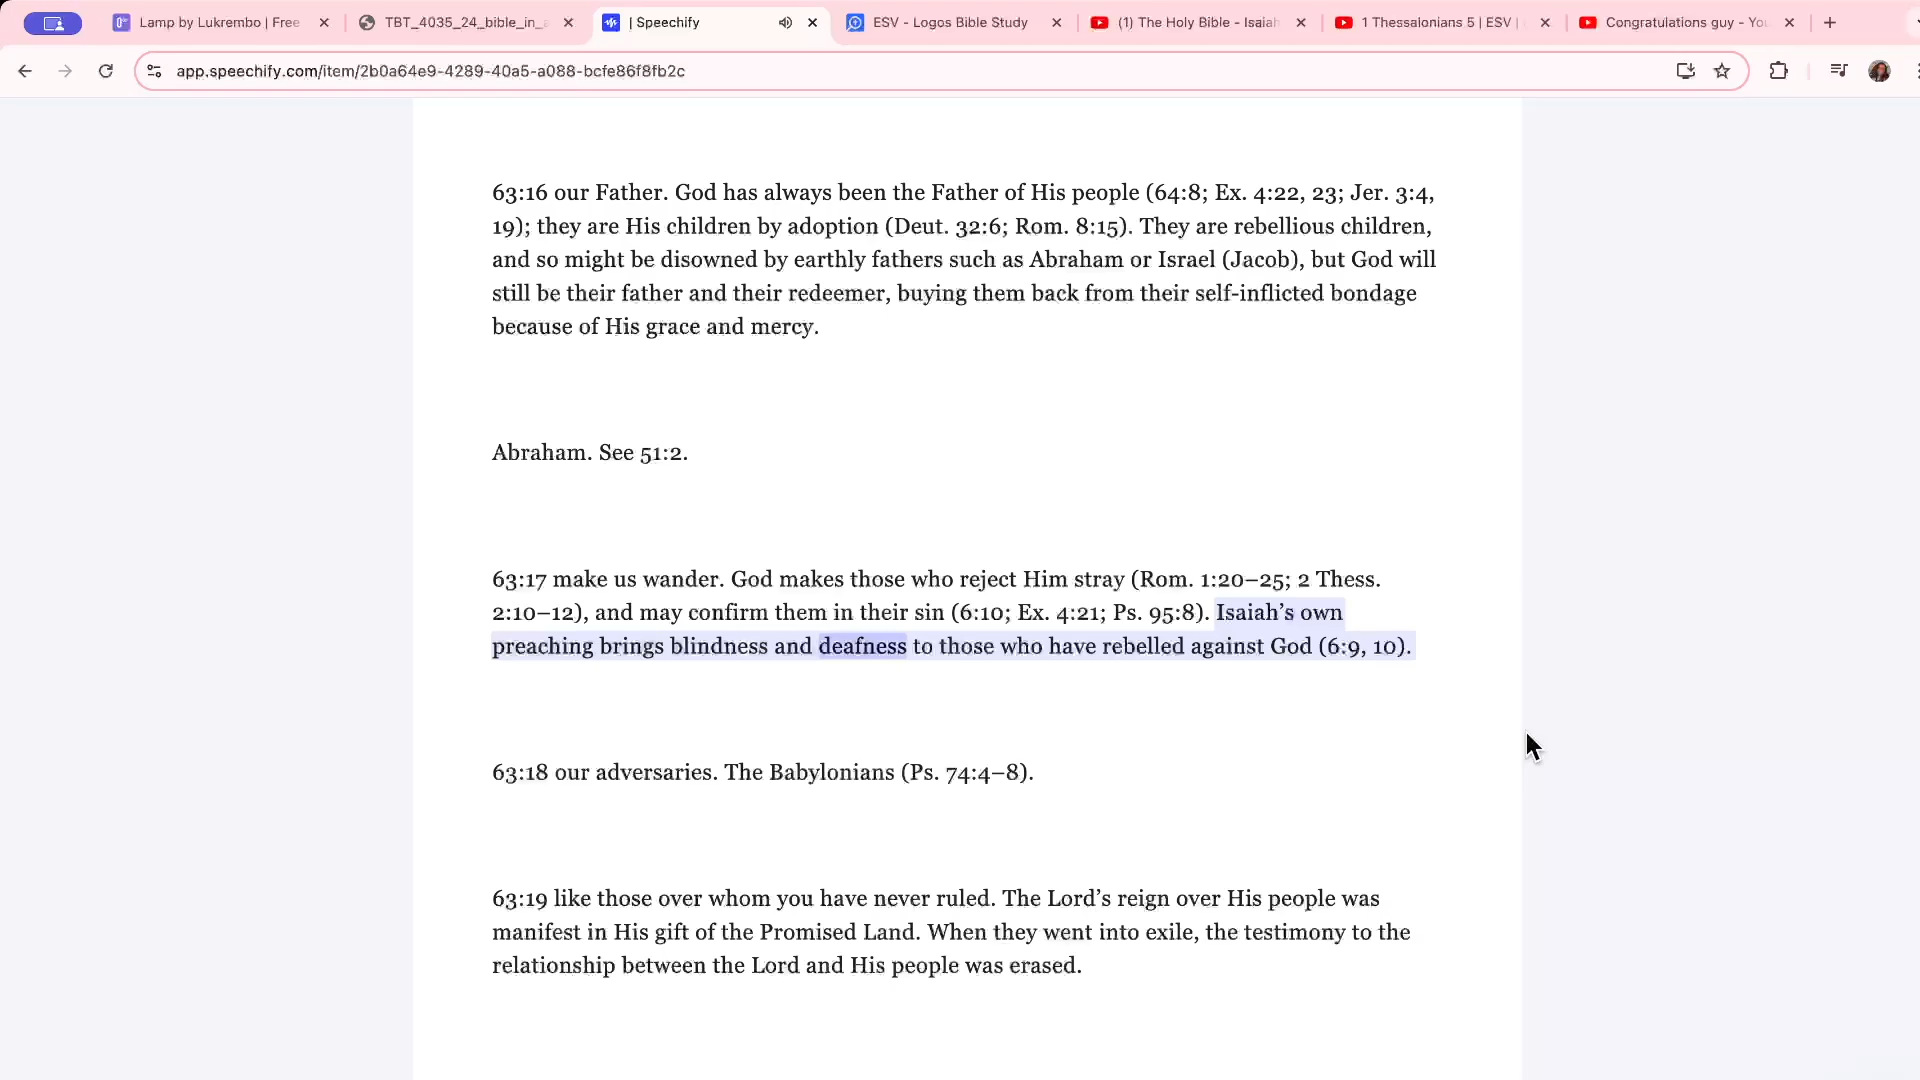 Lamp by Lukrembo | Free
TBT_4035_24_bible_in_a
| Speechify
ESV - Logos Bible Study
(1) The Holy Bible - Isaiah
1 Thessalonians 5 | ESV |
Congratulations guy - You
app.speechify.com/item/2b0a64e9-4289-40a5-a088-bcfe86f8fb2c
63:16 our Father. God has always been the Father of His people (64:8; Ex. 4:22, 23; Jer. 3:4,
19); they are His children by adoption (Deut. 32:6; Rom. 8:15). They are rebellious children,
and so might be disowned by earthly fathers such as Abraham or Israel (Jacob), but God will
still be their father and their redeemer, buying them back from their self-inflicted bondage
because of His grace and mercy.
Abraham. See 51:2.
63:17 make us wander. God makes those who reject Him stray (Rom. 1:20–25; 2 Thess.
2:10–12), and may confirm them in their sin (6:10; Ex. 4:21; Ps. 95:8). Isaiah’s own
preaching brings blindness and deafness to those who have rebelled against God (6:9, 10).
63:18 our adversaries. The Babylonians (Ps. 74:4–8).
63:19 like those over whom you have never ruled. The Lord’s reign over His people was
manifest in His gift of the Promised Land. When they went into exile, the testimony to the
relationship between the Lord and His people was erased.